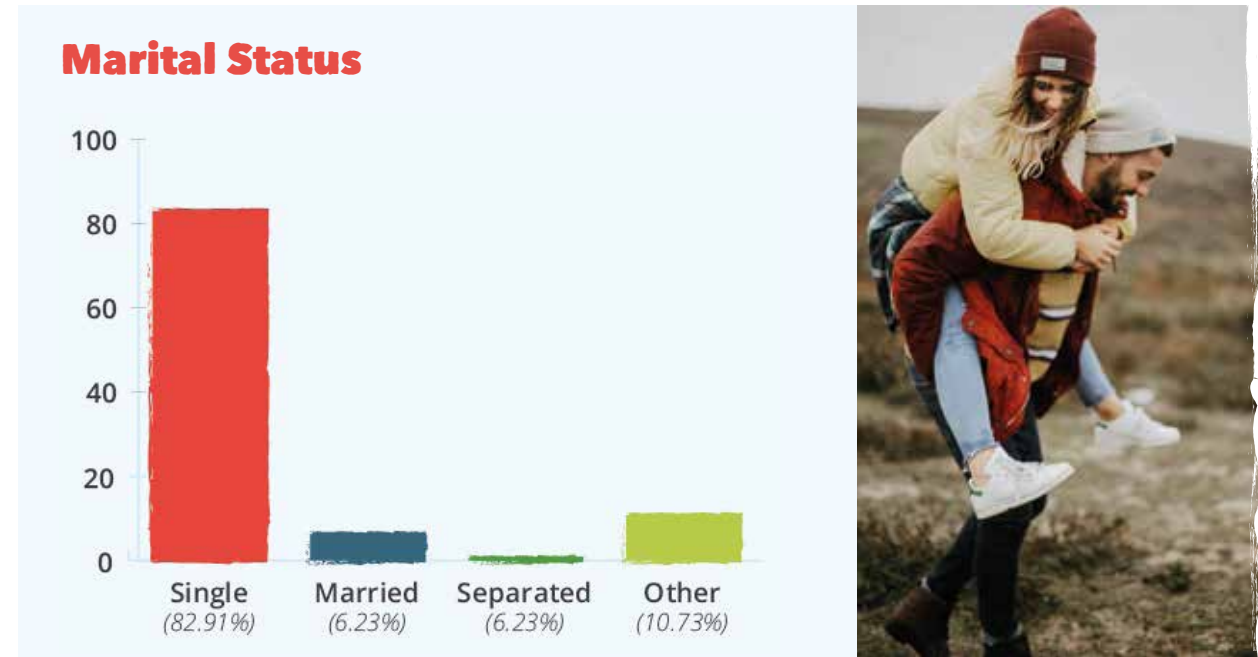 Marital Status
100
80
60
40
20
0
Single Married Separated Other
(82.91%) (6.23%) (6.23%) (10.73%)